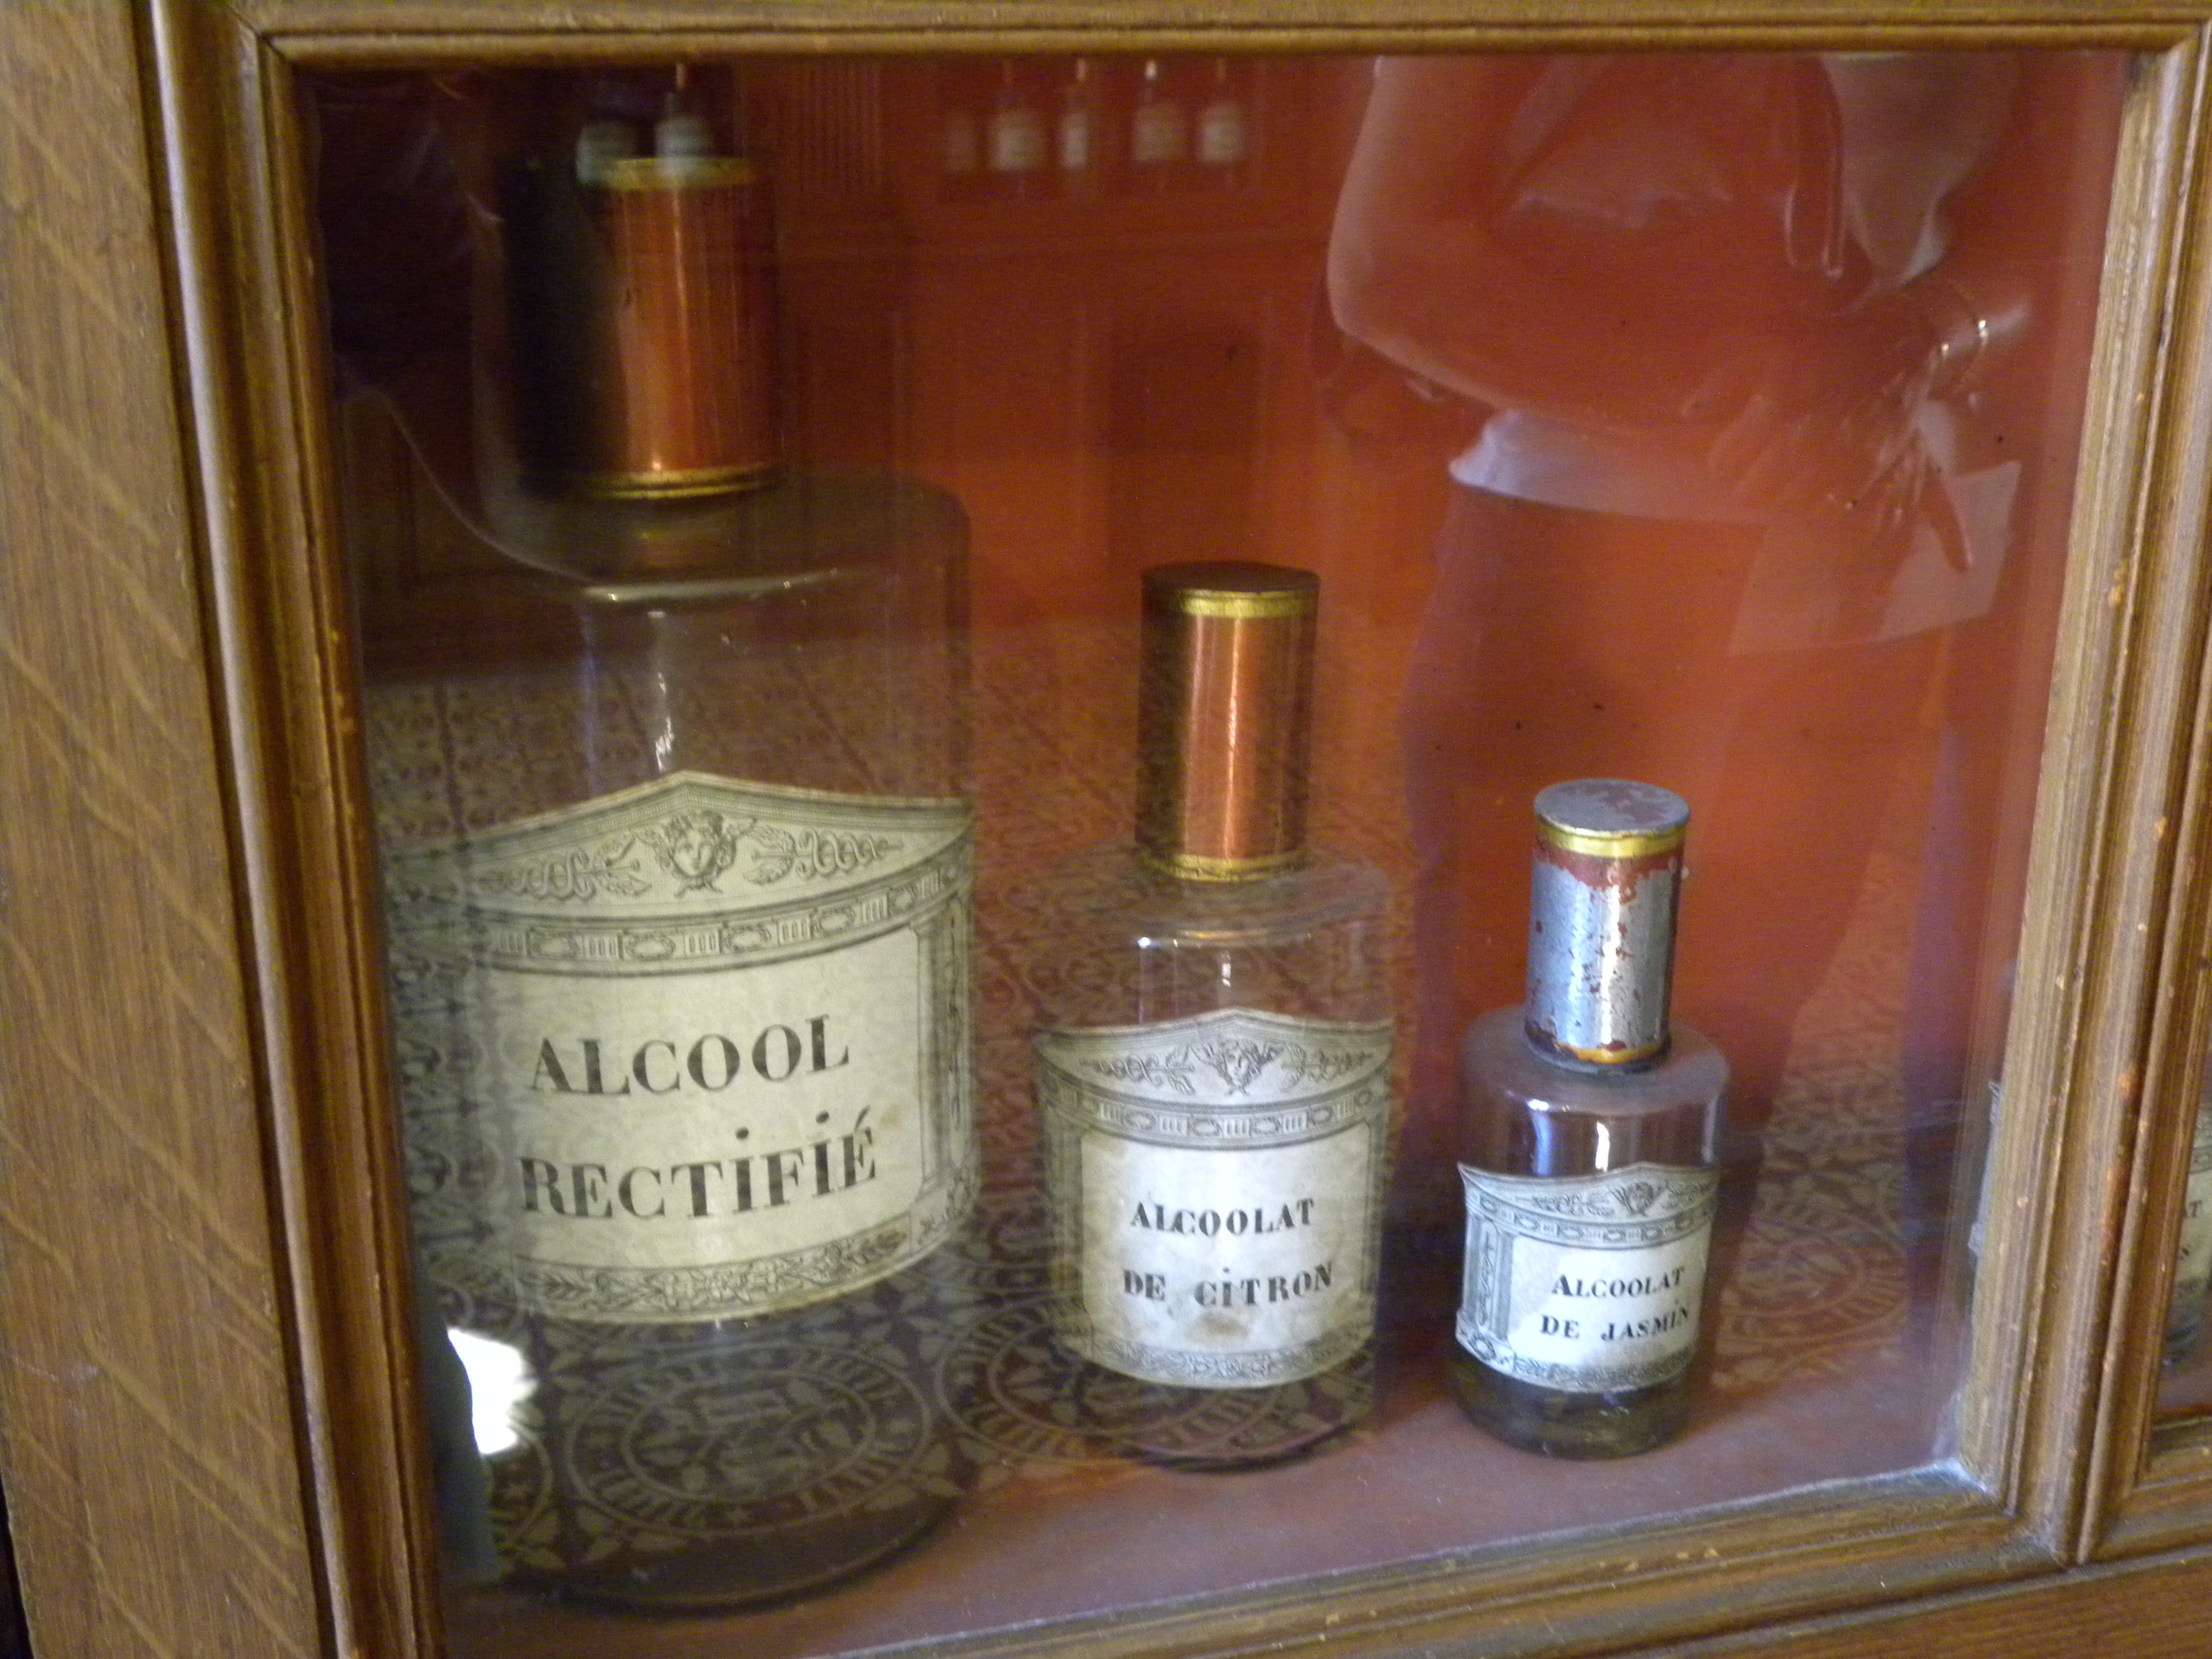 ALCOOL
RECTIFIÉ
ALCOOLAT
DE CITRON
ALCOOLAT
DE JASMIN